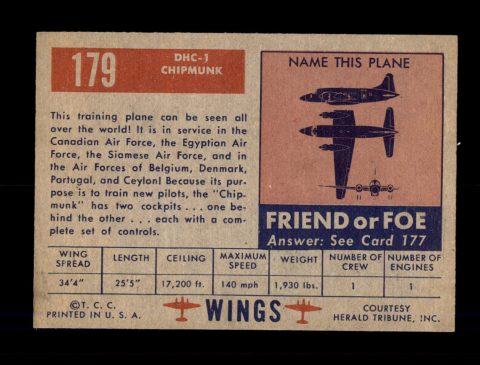 179
DHC-1
CHIPMUNK
This training plane can be seen all
over the world! It is in service in the
Canadian Air Force, the Egyptian Air
Force, the Siamese Air Force, and in
the Air Forces of Belgium, Denmark,
Portugal, and Ceylon! Because its pur-
pose is to train new pilots, the "Chip-
munk" has two cockpits . . . one be-
hind the other . . . each with a com-
plete set of controls.
NAME THIS PLANE
FRIEND or FOE
Answer: See Card 177
WING SPREAD LENGTH CEILING MAXIMUM SPEED WEIGHT NUMBER OF CREW NUMBER OF ENGINES
34'4" 25'5" 17,200 ft. 140 mph 1,930 lbs. 1 1
©T. C. C.
PRINTED IN U. S. A.
WINGS
COURTESY
HERALD TRIBUNE, INC.